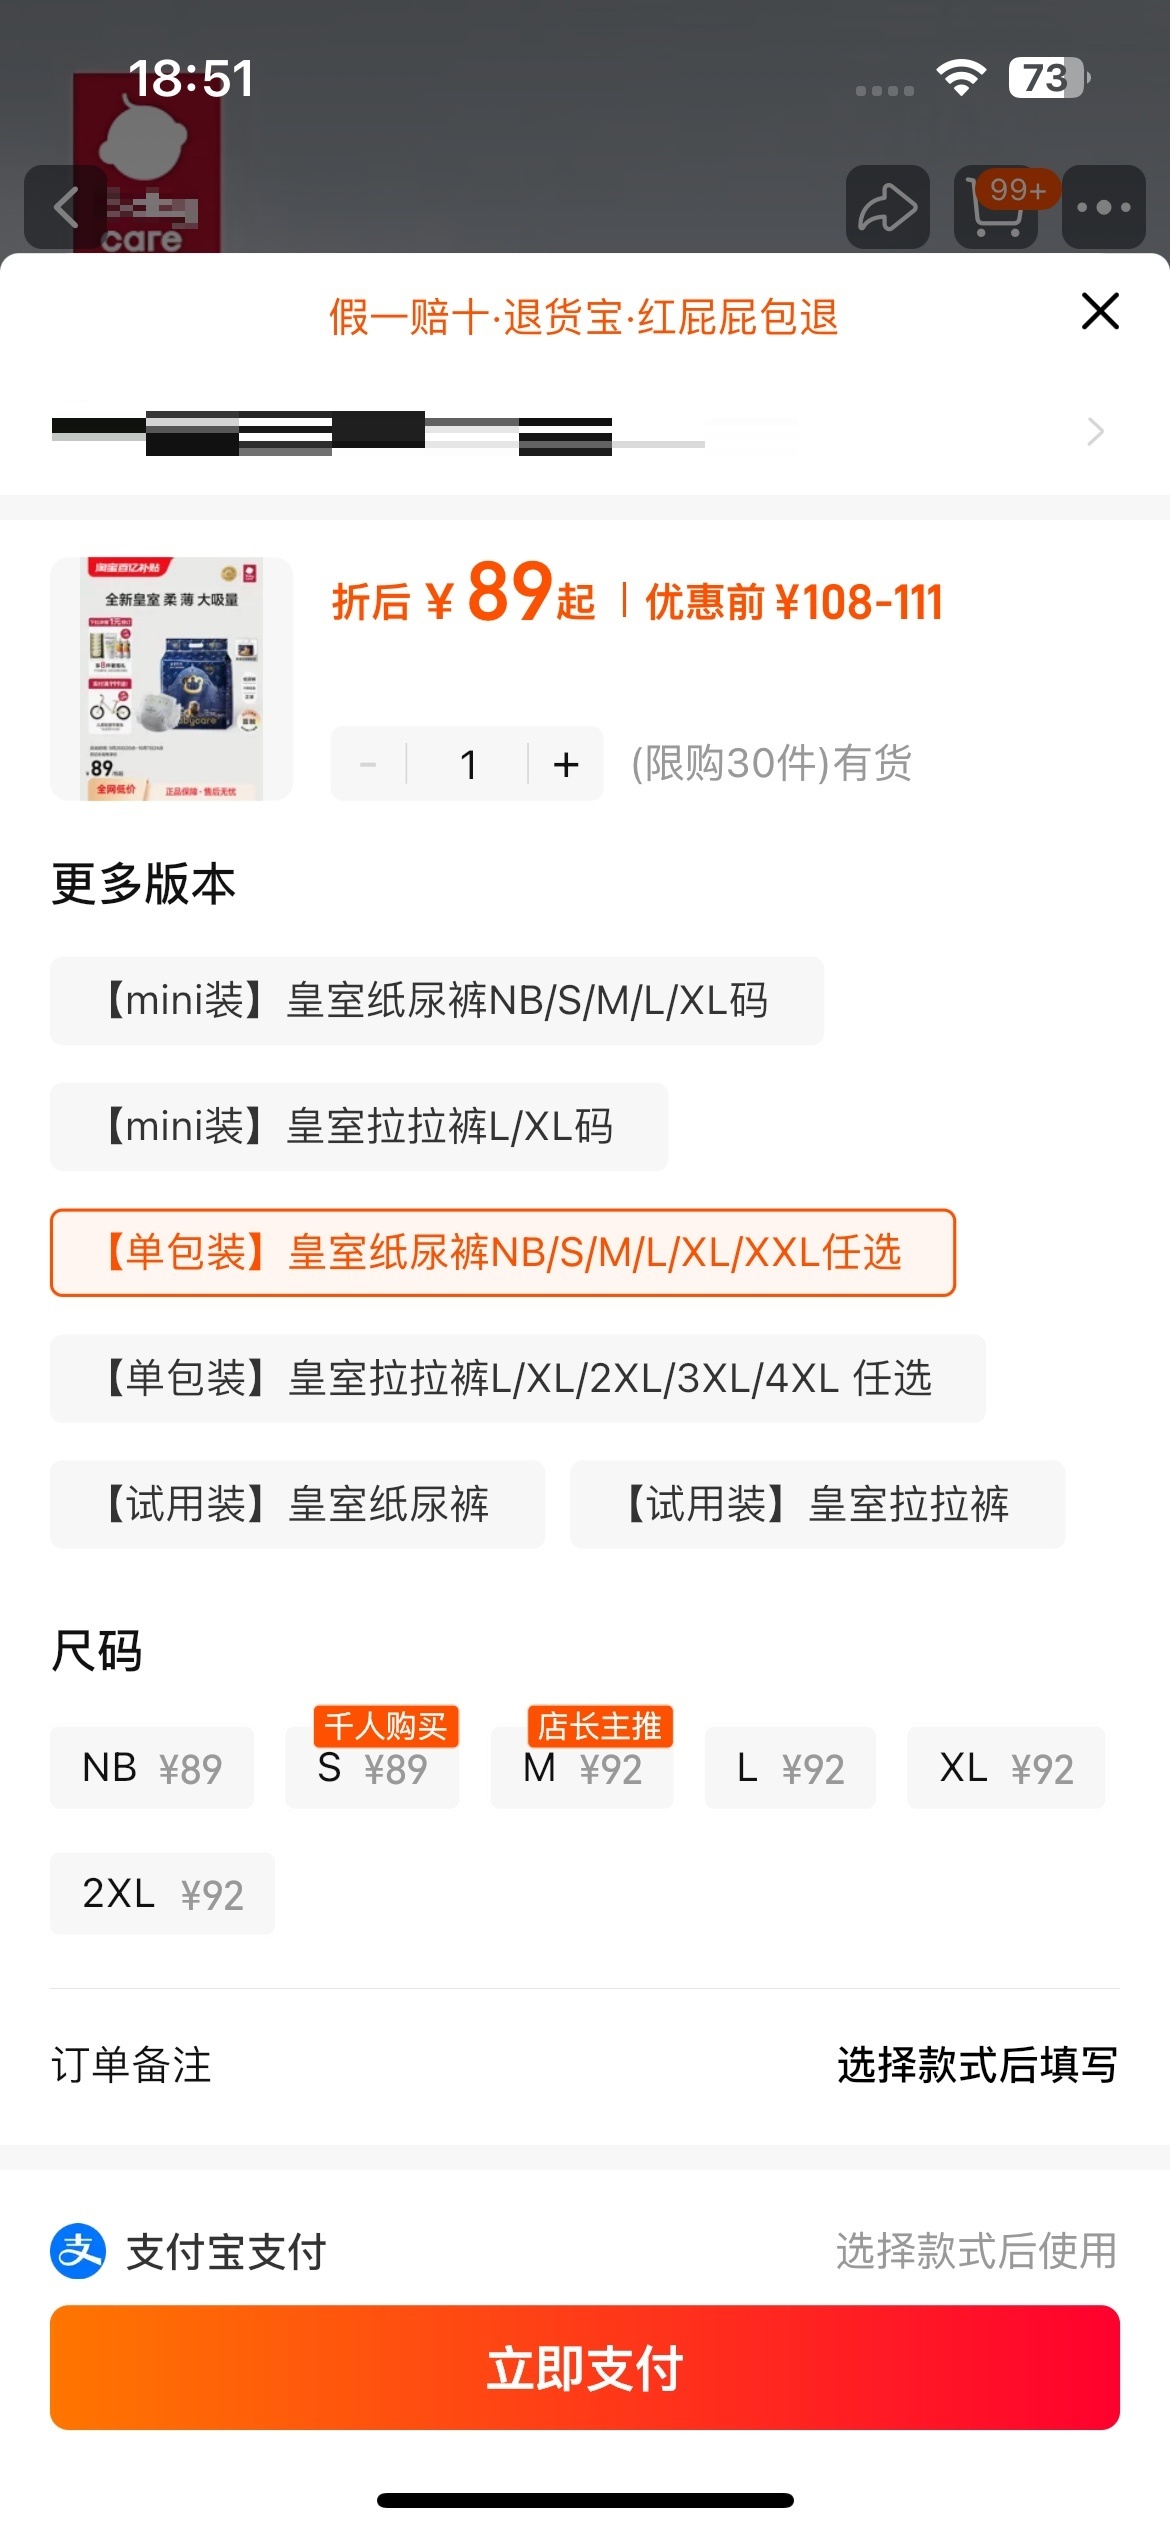 18:51
73
care
99+
假一赔十·退货宝·红屁屁包退
淘宝百亿补贴
全新皇室 柔 薄 大吸量
babycare
89
全网低价
正品保障·售后无忧
折后 ¥ 89起 | 优惠前 ¥108-111
- 1 + (限购30件)有货
更多版本
【mini装】皇室纸尿裤NB/S/M/L/XL码
【mini装】皇室拉拉裤L/XL码
【单包装】皇室纸尿裤NB/S/M/L/XL/XXL任选
【单包装】皇室拉拉裤L/XL/2XL/3XL/4XL 任选
【试用装】皇室纸尿裤
【试用装】皇室拉拉裤
尺码
千人购买
店长主推
NB ¥89
S ¥89
M ¥92
L ¥92
XL ¥92
2XL ¥92
订单备注
选择款式后填写
支 支付宝支付
选择款式后使用
立即支付